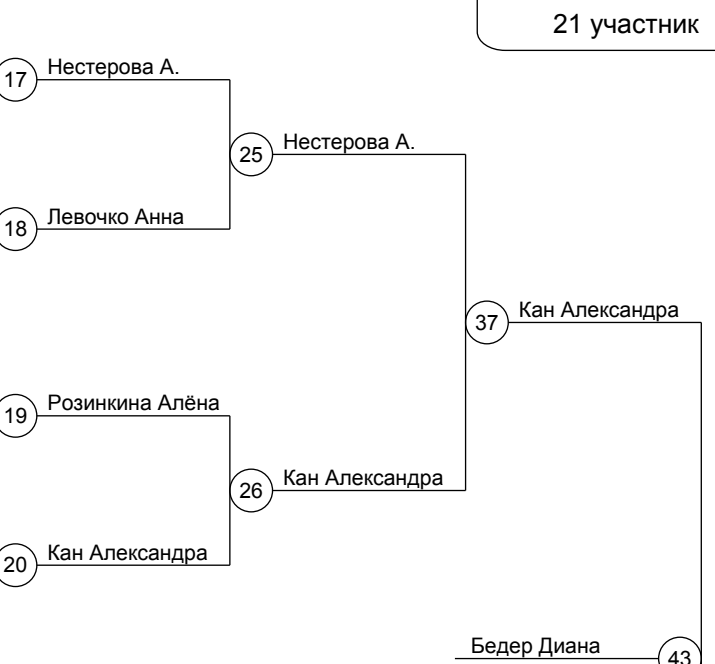 21 участник
17 Нестерова А.
25 Нестерова А.
18 Левочко Анна
37 Кан Александра
19 Розинкина Алёна
26 Кан Александра
20 Кан Александра
Бедер Диана 43